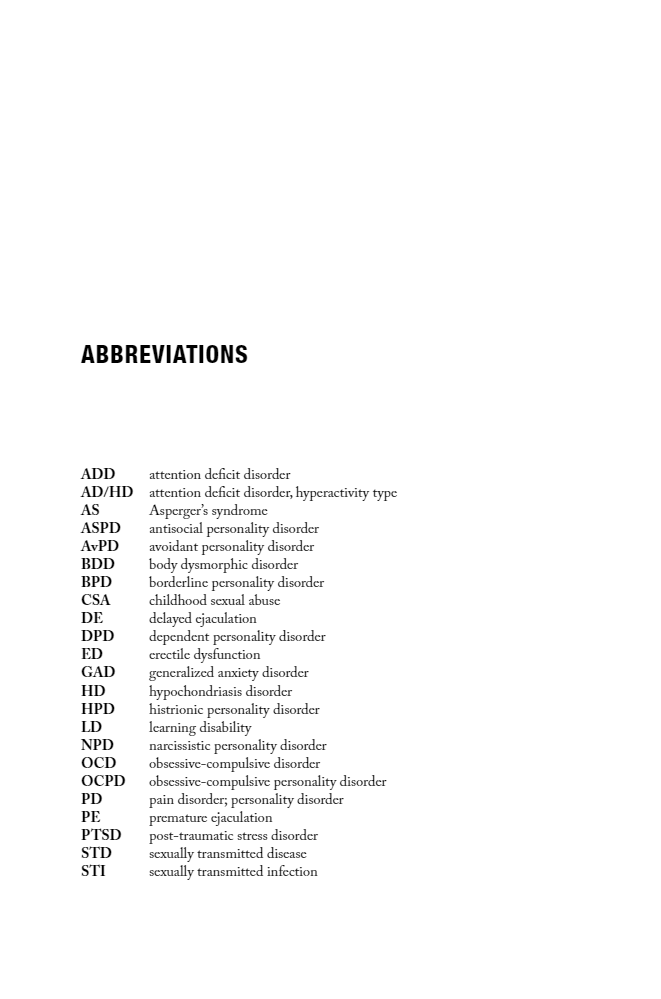 ABBREVIATIONS
ADD attention deficit disorder
AD/HD attention deficit disorder, hyperactivity type
AS Asperger’s syndrome
ASPD antisocial personality disorder
AvPD avoidant personality disorder
BDD body dysmorphic disorder
BPD borderline personality disorder
CSA childhood sexual abuse
DE delayed ejaculation
DPD dependent personality disorder
ED erectile dysfunction
GAD generalized anxiety disorder
HD hypochondriasis disorder
HPD histrionic personality disorder
LD learning disability
NPD narcissistic personality disorder
OCD obsessive-compulsive disorder
OCPD obsessive-compulsive personality disorder
PD pain disorder; personality disorder
PE premature ejaculation
PTSD post-traumatic stress disorder
STD sexually transmitted disease
STI sexually transmitted infection